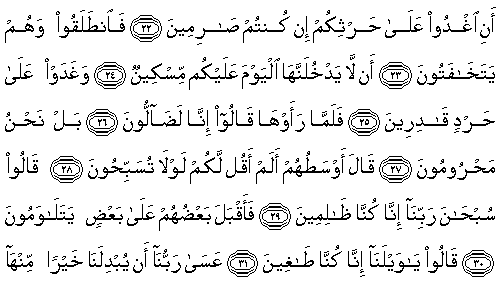 أَنِ ٱغْدُوا۟ عَلَىٰ حَرْثِكُمْ إِن كُنتُمْ صَـٰرِمِينَ ﴿٢٢﴾ فَٱنطَلَقُوا۟ وَهُمْ
يَتَخَـٰفَتُونَ ﴿٢٣﴾ أَن لَّا يَدْخُلَنَّهَا ٱلْيَوْمَ عَلَيْكُم مِّسْكِينٌ ﴿٢٤﴾ وَغَدَوْا۟ عَلَىٰ
حَرْدٍ قَـٰدِرِينَ ﴿٢٥﴾ فَلَمَّا رَأَوْهَا قَالُوٓا۟ إِنَّا لَضَآلُّونَ ﴿٢٦﴾ بَلْ نَحْنُ
مَحْرُومُونَ ﴿٢٧﴾ قَالَ أَوْسَطُهُمْ أَلَمْ أَقُل لَّكُمْ لَوْلَا تُسَبِّحُونَ ﴿٢٨﴾ قَالُوا۟
سُبْحَـٰنَ رَبِّنَآ إِنَّا كُنَّا ظَـٰلِمِينَ ﴿٢٩﴾ فَأَقْبَلَ بَعْضُهُمْ عَلَىٰ بَعْضٍ يَتَلَـٰوَمُونَ
﴿٣٠﴾ قَالُوا۟ يَـٰوَيْلَنَآ إِنَّا كُنَّا طَـٰغِينَ ﴿٣١﴾ عَسَىٰ رَبُّنَآ أَن يُبْدِلَنَا خَيْرًا مِّنْهَآ